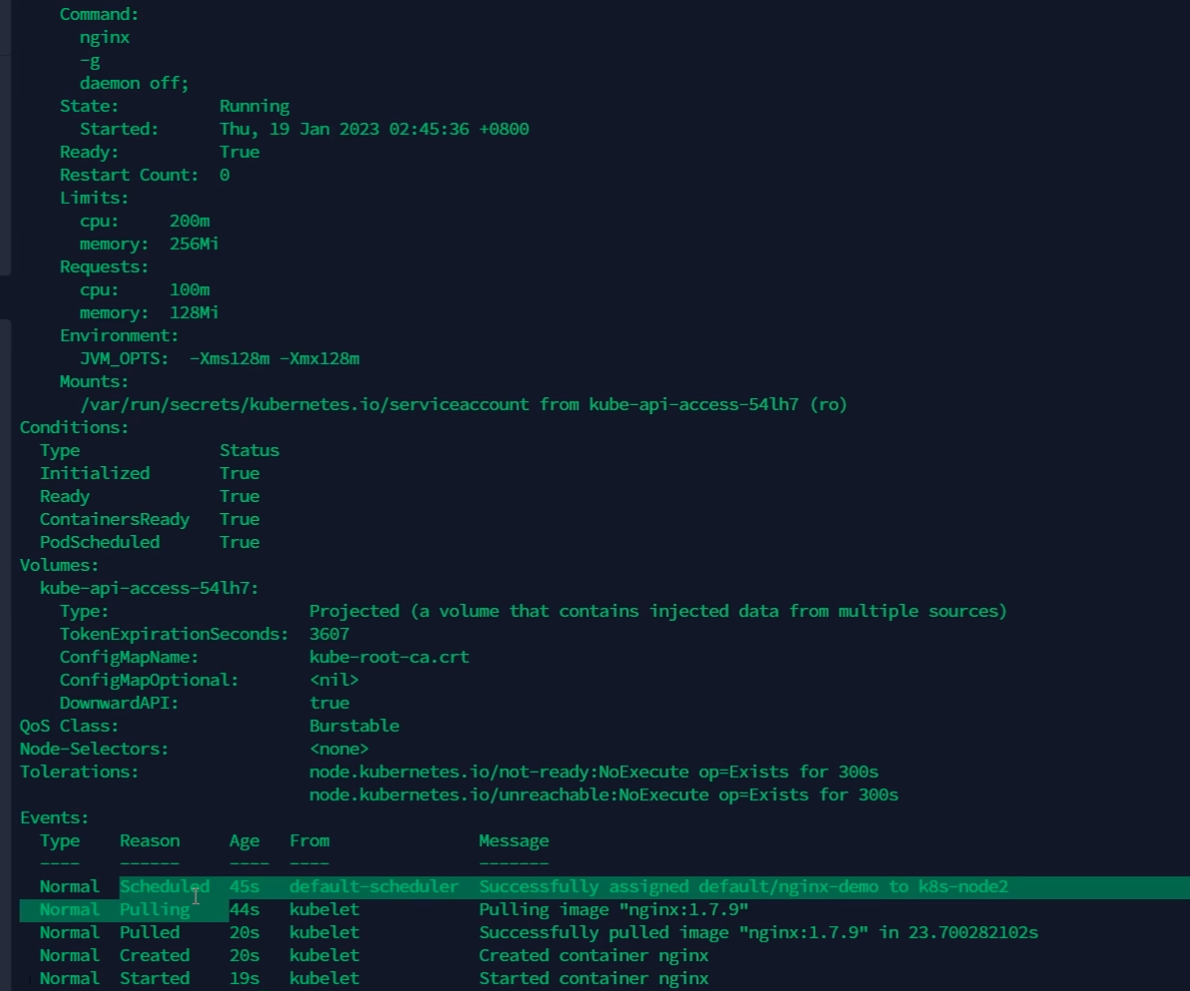 Command:
nginx
-g
daemon off;
State: Running
Started: Thu, 19 Jan 2023 02:45:36 +0800
Ready: True
Restart Count: 0
Limits:
cpu: 200m
memory: 256Mi
Requests:
cpu: 100m
memory: 128Mi
Environment:
JVM_OPTS: -Xms128m -Xmx128m
Mounts:
/var/run/secrets/kubernetes.io/serviceaccount from kube-api-access-54lh7 (ro)
Conditions:
Type Status
Initialized True
Ready True
ContainersReady True
PodScheduled True
Volumes:
kube-api-access-54lh7:
Type: Projected (a volume that contains injected data from multiple sources)
TokenExpirationSeconds: 3607
ConfigMapName: kube-root-ca.crt
ConfigMapOptional: <nil>
DownwardAPI: true
QoS Class: Burstable
Node-Selectors: <none>
Tolerations: node.kubernetes.io/not-ready:NoExecute op=Exists for 300s
node.kubernetes.io/unreachable:NoExecute op=Exists for 300s
Events:
Type Reason Age From Message
---- ------ ---- ---- -------
Normal Scheduled 45s default-scheduler Successfully assigned default/nginx-demo to k8s-node2
Normal Pulling 44s kubelet Pulling image "nginx:1.7.9"
Normal Pulled 20s kubelet Successfully pulled image "nginx:1.7.9" in 23.700282102s
Normal Created 20s kubelet Created container nginx
Normal Started 19s kubelet Started container nginx